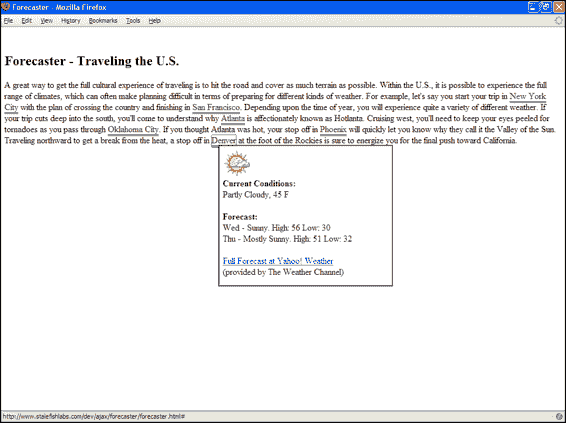 Forecaster - Mozilla Firefox
File Edit View History Bookmarks Tools Help
Forecaster - Traveling the U.S.
A great way to get the full cultural experience of traveling is to hit the road and cover as much terrain as possible. Within the U.S., it is possible to experience the full
range of climates, which can often make planning difficult in terms of preparing for different kinds of weather. For example, let's say you start your trip in New York
City with the plan of crossing the country and finishing in San Francisco. Depending upon the time of year, you will experience quite a variety of different weather. If
your trip cuts deep into the south, you'll come to understand why Atlanta is affectionately known as Hotlanta. Cruising west, you'll need to keep your eyes peeled for
tornadoes as you pass through Oklahoma City. If you thought Atlanta was hot, your stop off in Phoenix will quickly let you know why they call it the Valley of the Sun.
Traveling northward to get a break from the heat, a stop off in Denver at the foot of the Rockies is sure to energize you for the final push toward California.
Current Conditions:
Partly Cloudy, 45 F
Forecast:
Wed - Sunny. High: 56 Low: 30
Thu - Mostly Sunny. High: 51 Low: 32
Full Forecast at Yahoo! Weather
(provided by The Weather Channel)
http://www.stalefishlabs.com/dev/ajax/forecaster/forecaster.html#